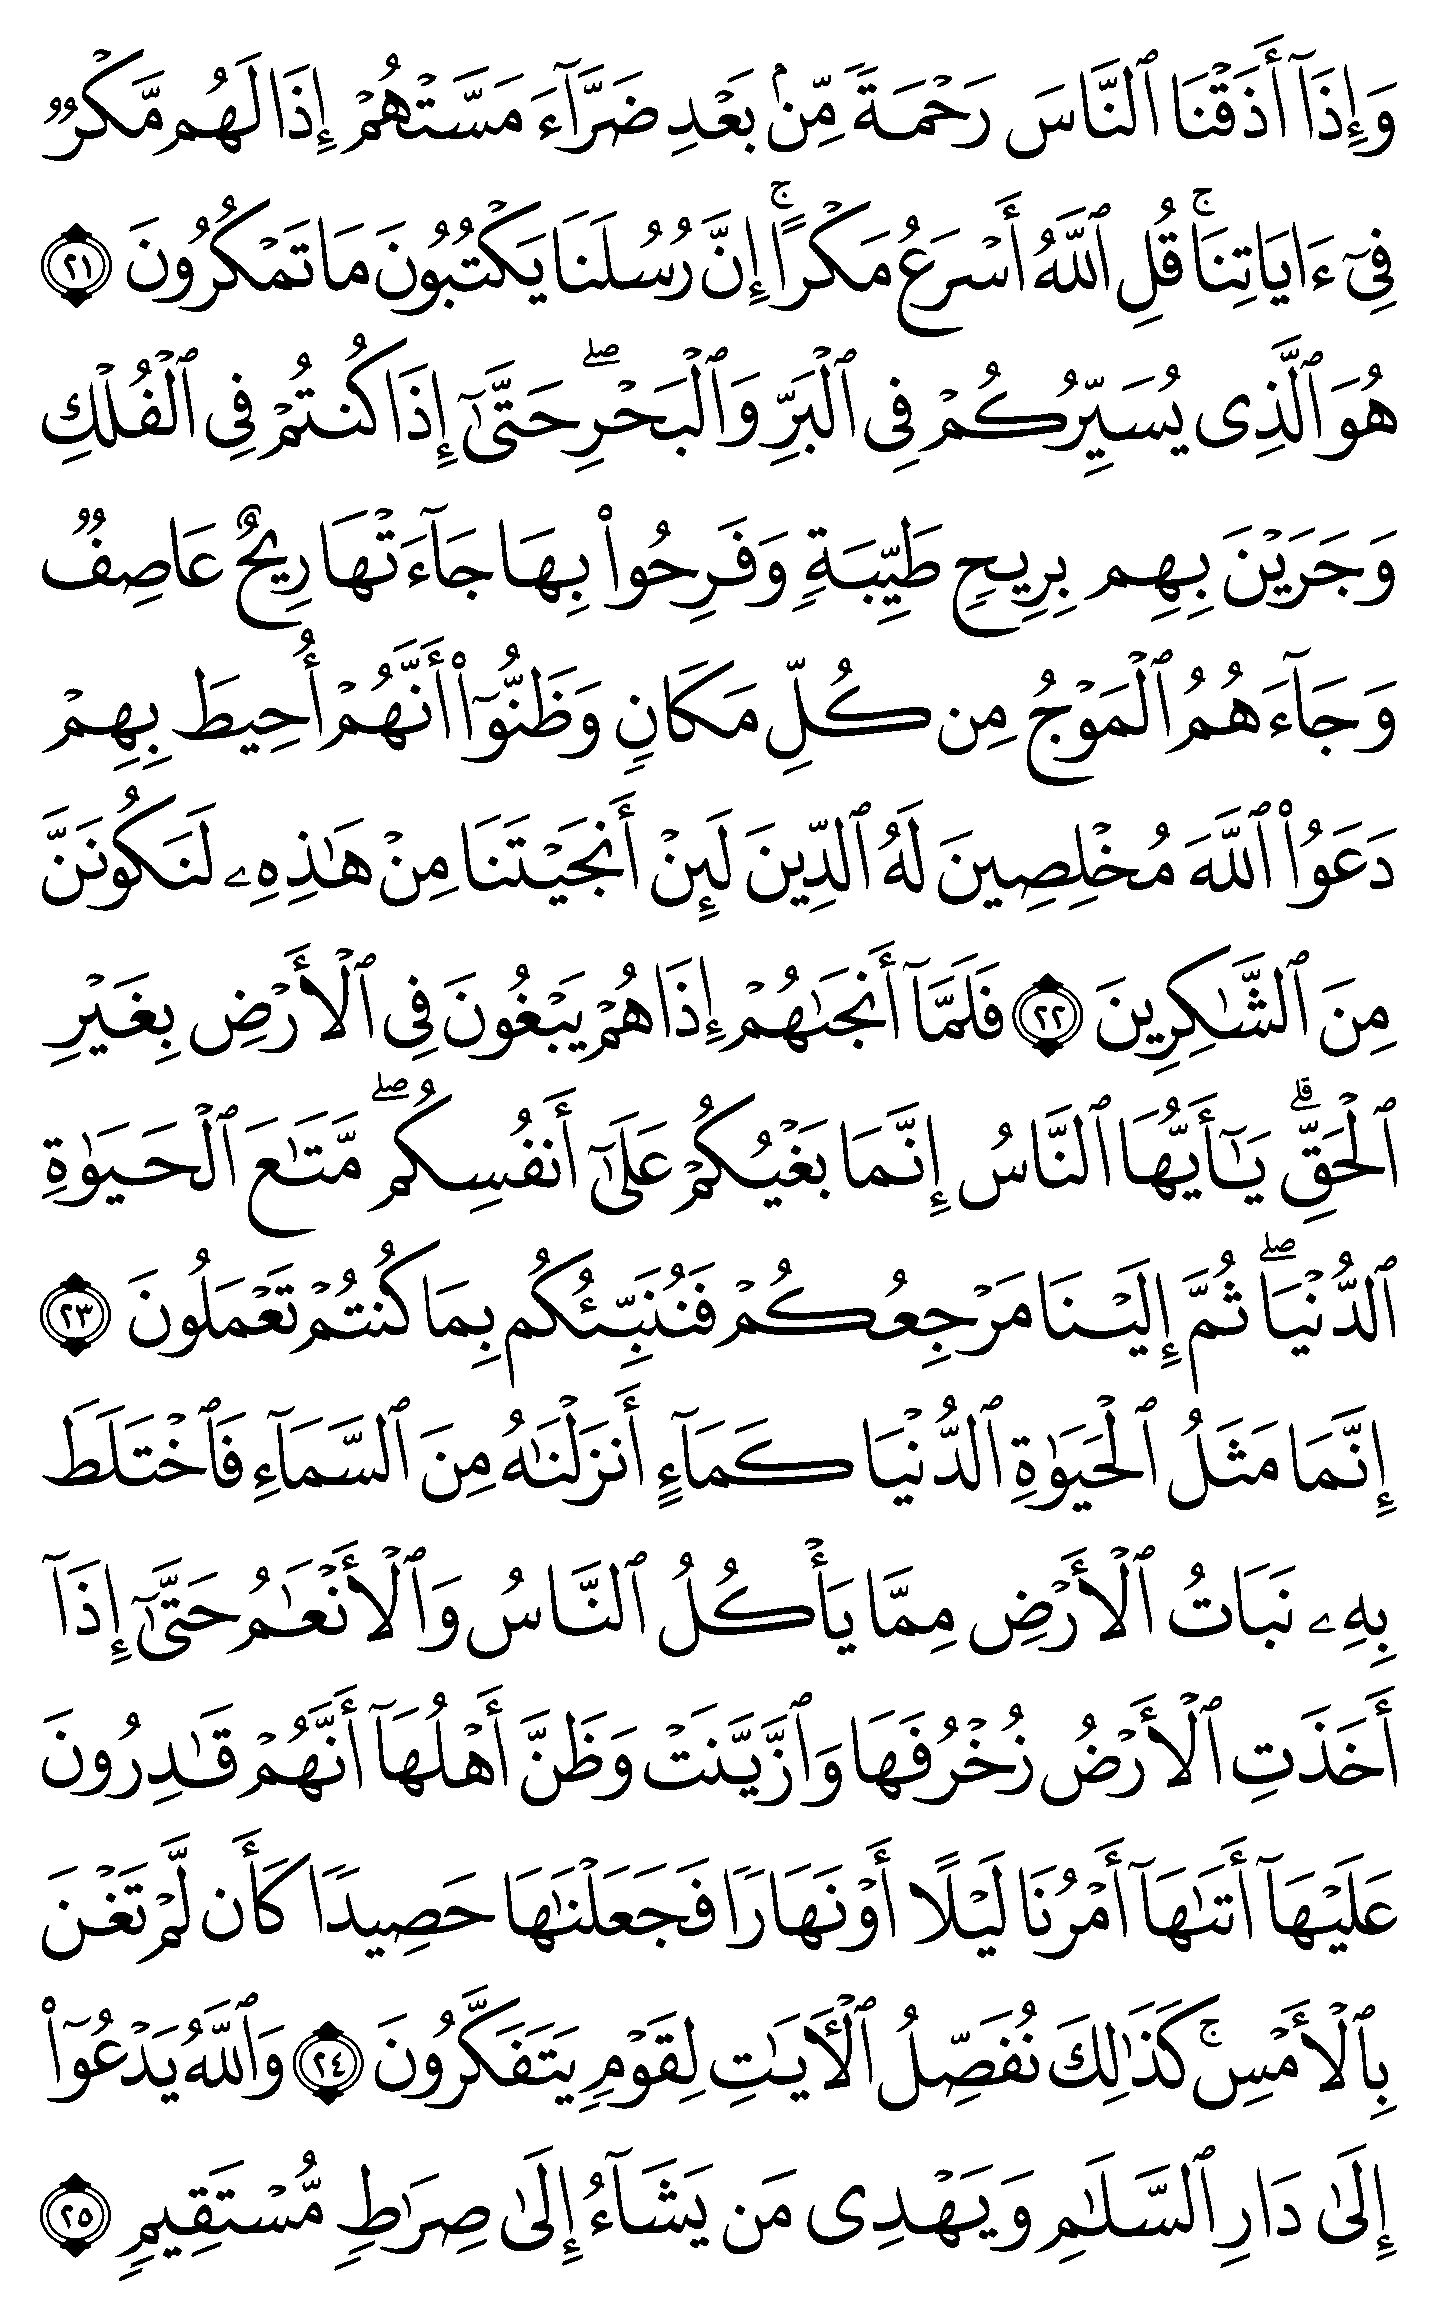 وَإِذَآ أَذَقْنَا ٱلنَّاسَ رَحْمَةً مِّنۢ بَعْدِ ضَرَّآءَ مَسَّتْهُمْ إِذَا لَهُم مَّكْرٌ
فِىٓ ءَايَاتِنَا ۚ قُلِ ٱللَّهُ أَسْرَعُ مَكْرًا ۚ إِنَّ رُسُلَنَا يَكْتُبُونَ مَا تَمْكُرُونَ ٢١
هُوَ ٱلَّذِى يُسَيِّرُكُمْ فِى ٱلْبَرِّ وَٱلْبَحْرِ ۖ حَتَّىٰٓ إِذَا كُنتُمْ فِى ٱلْفُلْكِ
وَجَرَيْنَ بِهِم بِرِيحٍ طَيِّبَةٍ وَفَرِحُوا۟ بِهَا جَآءَتْهَا رِيحٌ عَاصِفٌ
وَجَآءَهُمُ ٱلْمَوْجُ مِن كُلِّ مَكَانٍ وَظَنُّوٓا۟ أَنَّهُمْ أُحِيطَ بِهِمْ
دَعَوُا۟ ٱللَّهَ مُخْلِصِينَ لَهُ ٱلدِّينَ لَئِنْ أَنجَيْتَنَا مِنْ هَٰذِهِۦ لَنَكُونَنَّ
مِنَ ٱلشَّٰكِرِينَ ٢٢ فَلَمَّآ أَنجَىٰهُمْ إِذَا هُمْ يَبْغُونَ فِى ٱلْأَرْضِ بِغَيْرِ
ٱلْحَقِّ ۗ يَٰٓأَيُّهَا ٱلنَّاسُ إِنَّمَا بَغْيُكُمْ عَلَىٰٓ أَنفُسِكُم ۖ مَّتَٰعَ ٱلْحَيَوٰةِ
ٱلدُّنْيَا ۖ ثُمَّ إِلَيْنَا مَرْجِعُكُمْ فَنُنَبِّئُكُم بِمَا كُنتُمْ تَعْمَلُونَ ٢٣
إِنَّمَا مَثَلُ ٱلْحَيَوٰةِ ٱلدُّنْيَا كَمَآءٍ أَنزَلْنَٰهُ مِنَ ٱلسَّمَآءِ فَٱخْتَلَطَ
بِهِۦ نَبَاتُ ٱلْأَرْضِ مِمَّا يَأْكُلُ ٱلنَّاسُ وَٱلْأَنْعَٰمُ حَتَّىٰٓ إِذَآ
أَخَذَتِ ٱلْأَرْضُ زُخْرُفَهَا وَٱزَّيَّنَتْ وَظَنَّ أَهْلُهَآ أَنَّهُمْ قَٰدِرُونَ
عَلَيْهَآ أَتَىٰهَآ أَمْرُنَا لَيْلًا أَوْ نَهَارًا فَجَعَلْنَٰهَا حَصِيدًا كَأَن لَّمْ تَغْنَ
بِٱلْأَمْسِ ۚ كَذَٰلِكَ نُفَصِّلُ ٱلْءَايَٰتِ لِقَوْمٍ يَتَفَكَّرُونَ ٢٤ وَٱللَّهُ يَدْعُوٓا۟
إِلَىٰ دَارِ ٱلسَّلَٰمِ وَيَهْدِى مَن يَشَآءُ إِلَىٰ صِرَٰطٍ مُّسْتَقِيمٍ ٢٥